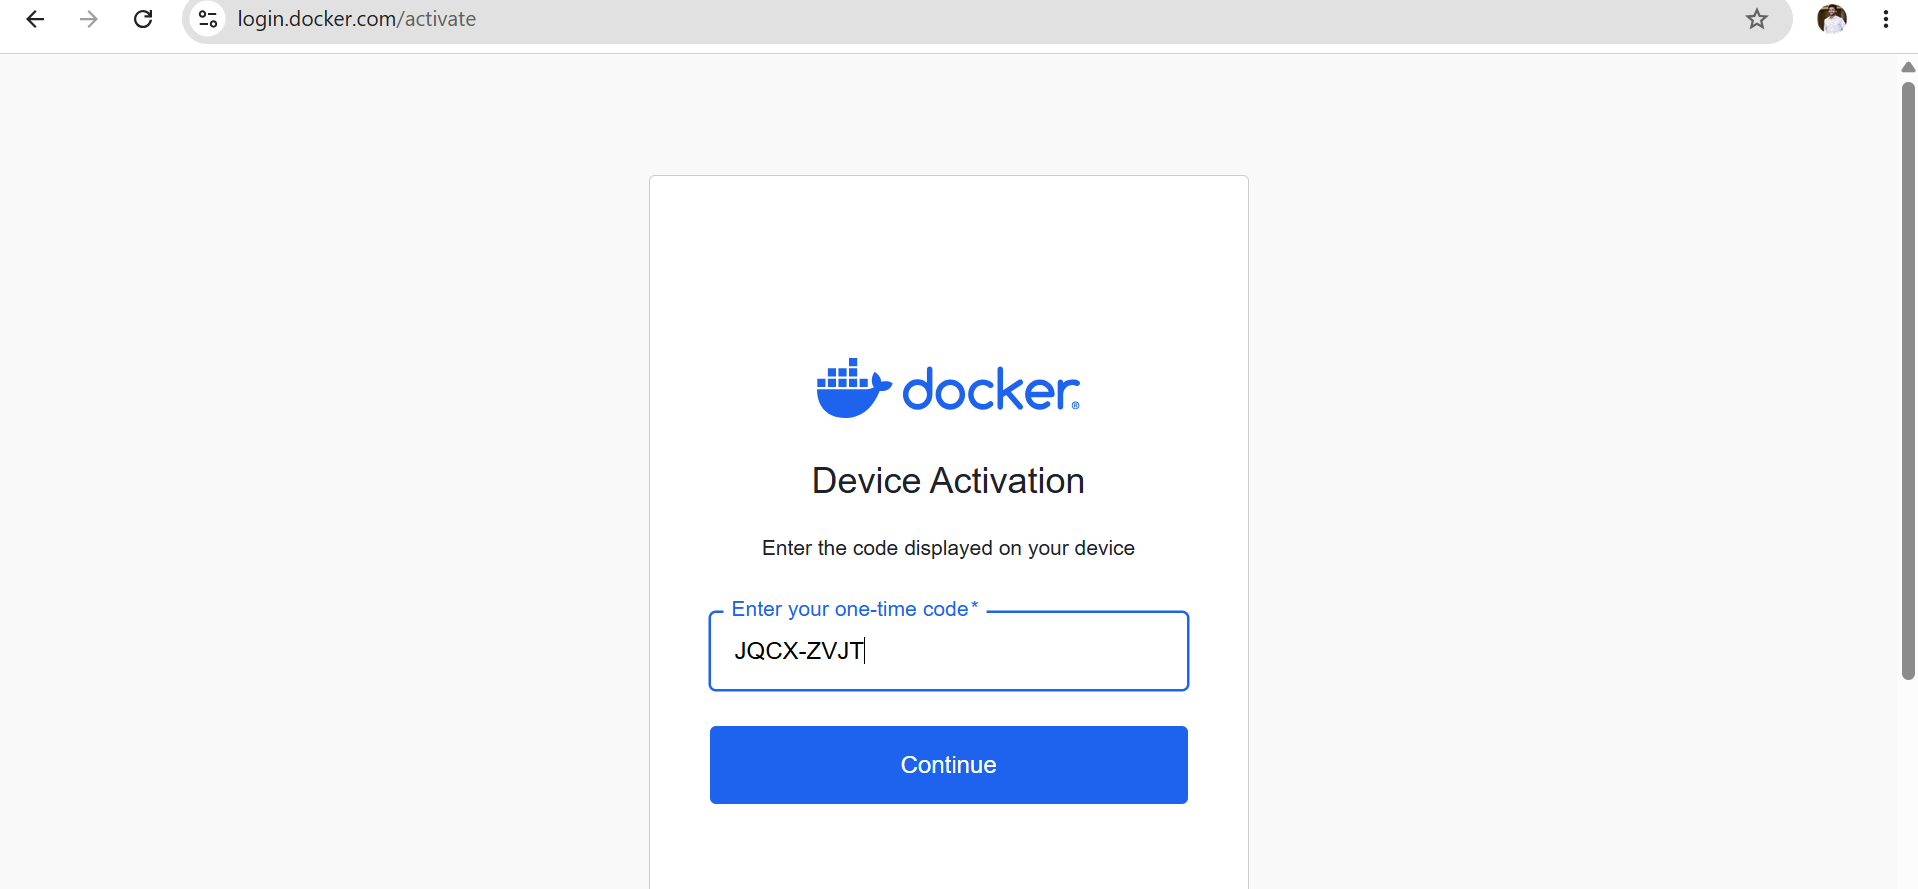 login.docker.com/activate
docker®
Device Activation
Enter the code displayed on your device
Enter your one-time code*
JQCX-ZVJT
Continue